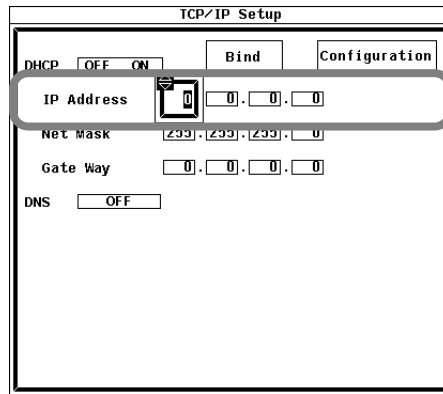 TCP/IP Setup
DHCP OFF ON Bind Configuration
IP Address 0 0. 0. 0
Net Mask 255. 255. 255. 0
Gate Way 0. 0. 0. 0
DNS OFF